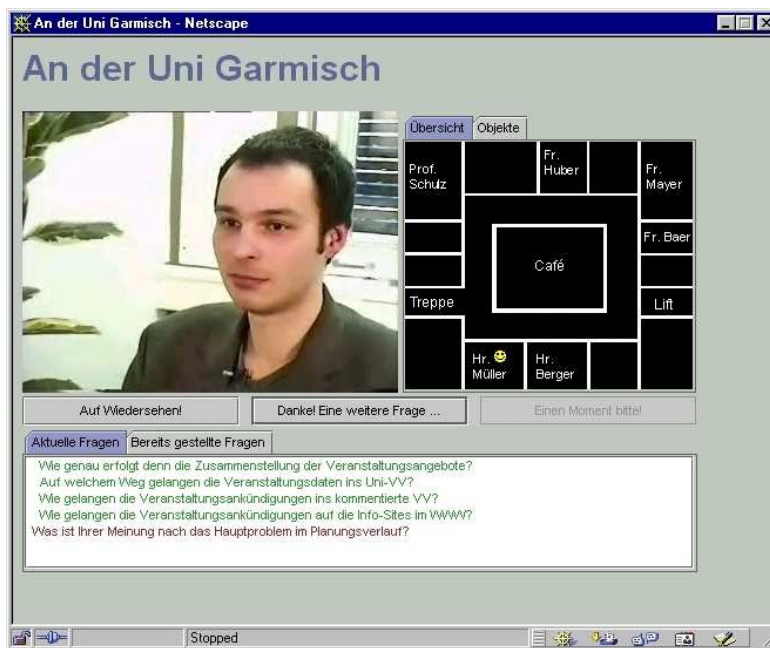 An der Uni Garmisch - Netscape
An der Uni Garmisch
Übersicht
Objekte
Prof.
Schulz
Fr.
Huber
Fr.
Mayer
Fr. Baer
Café
Treppe
Lift
Hr.
Müller
Hr.
Berger
Auf Wiedersehen!
Danke! Eine weitere Frage ...
Einen Moment bitte!
Aktuelle Fragen
Bereits gestellte Fragen
Wie genau erfolgt denn die Zusammenstellung der Veranstaltungsangebote?
Auf welchem Weg gelangen die Veranstaltungsdaten ins Uni-VV?
Wie gelangen die Veranstaltungsankündigungen ins kommentierte VV?
Wie gelangen die Veranstaltungsankündigungen auf die Info-Sites im WWW?
Was ist Ihrer Meinung nach das Hauptproblem im Planungsverlauf?
Stopped